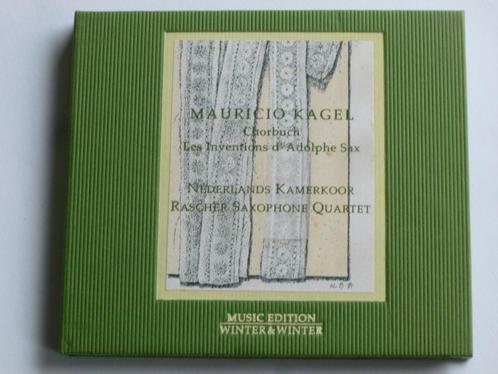 MAURICIO KAGEL
Chorbuch
Les Inventions d'Adolphe Sax
NEDERLANDS KAMERKOOR
RASCHER SAXOPHONE QUARTET
MUSIC EDITION
WINTER & WINTER